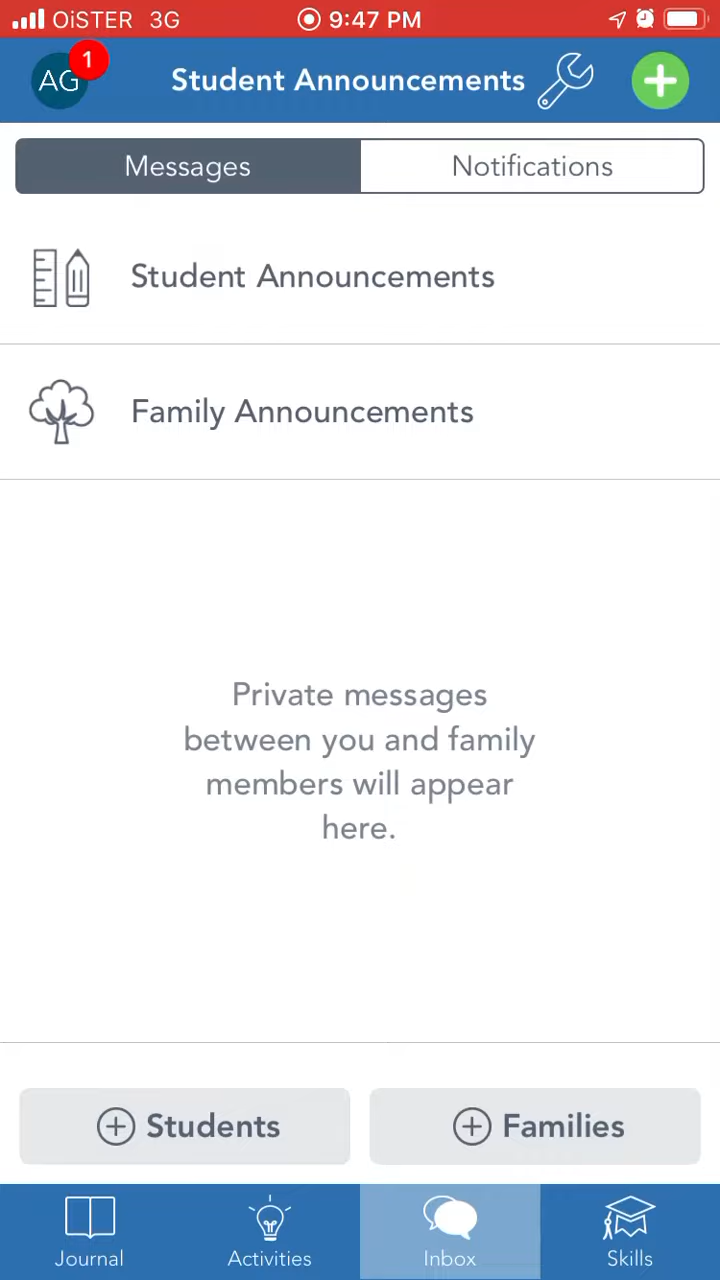 OiSTER 3G 9:47 PM
AG 1 Student Announcements
Messages Notifications
Student Announcements
Family Announcements
Private messages
between you and family
members will appear
here.
Students Families
Journal Activities Inbox Skills